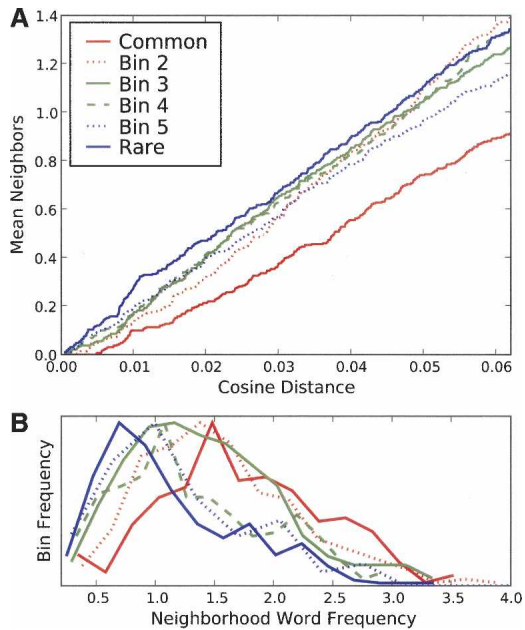 A
1.4
1.2
1.0
0.8
0.6
0.4
0.2
0.0
Mean Neighbors
Common
Bin 2
Bin 3
Bin 4
Bin 5
Rare
0.00 0.01 0.02 0.03 0.04 0.05 0.06
Cosine Distance
B
Bin Frequency
0.5 1.0 1.5 2.0 2.5 3.0 3.5 4.0
Neighborhood Word Frequency